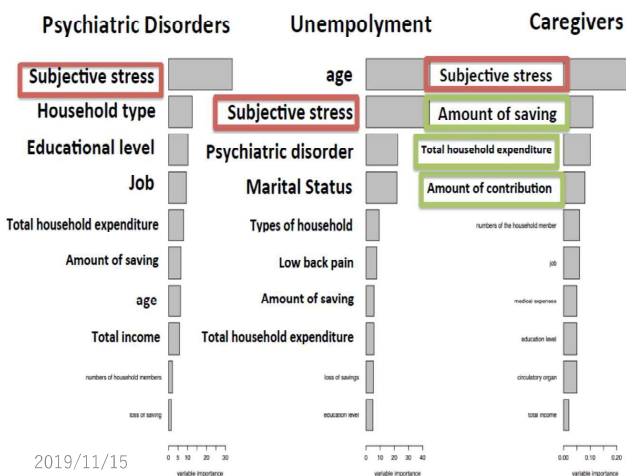 Psychiatric Disorders
Subjective stress
Household type
Educational level
Job
Total household expenditure
Amount of saving
age
Total income
numbers of household members
loss of saving
0 5 10 30
variable importance
Unempolyment
age
Subjective stress
Psychiatric disorder
Marital Status
Types of household
Low back pain
Amount of saving
Total household expenditure
loss of savings
education level
0 10 20 30 40
variable importance
Caregivers
Subjective stress
Amount of saving
Total household expenditure
Amount of contribution
numbers of the household member
job
medical expenses
education level
circulatory organ
total income
0.00 0.10 0.20
variable importance
2019/11/15